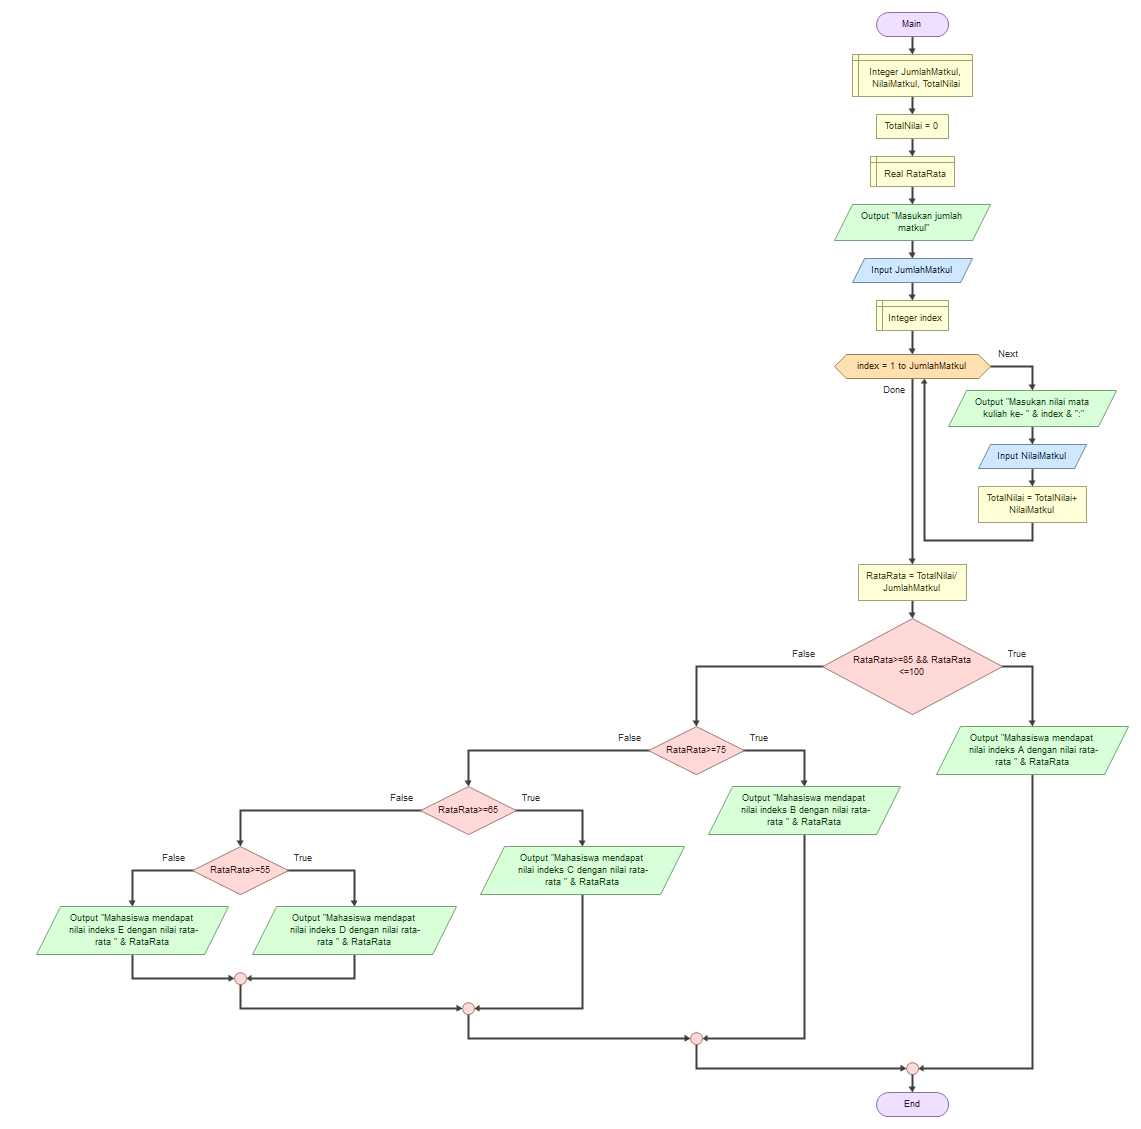 Main
Integer JumlahMatkul,
NilaiMatkul, TotalNilai
TotalNilai = 0
Real RataRata
Output "Masukan jumlah
matkul"
Input JumlahMatkul
Integer index
index = 1 to JumlahMatkul
Next
Done
Output "Masukan nilai mata
kuliah ke- " & index & ":"
Input NilaiMatkul
TotalNilai = TotalNilai+
NilaiMatkul
RataRata = TotalNilai/
JumlahMatkul
False
RataRata>=85 && RataRata
<=100
True
False
RataRata>=75
True
Output "Mahasiswa mendapat
nilai indeks A dengan nilai rata-
rata " & RataRata
False
RataRata>=65
True
Output "Mahasiswa mendapat
nilai indeks B dengan nilai rata-
rata " & RataRata
False
RataRata>=55
True
Output "Mahasiswa mendapat
nilai indeks C dengan nilai rata-
rata " & RataRata
Output "Mahasiswa mendapat
nilai indeks E dengan nilai rata-
rata " & RataRata
Output "Mahasiswa mendapat
nilai indeks D dengan nilai rata-
rata " & RataRata
End